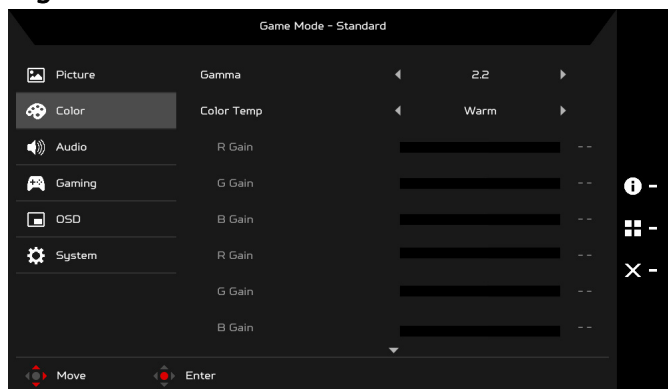 Game Mode - Standard
Picture
Gamma 2.2
Color
Color Temp Warm
Audio
R Gain - -
Gaming
G Gain - -
OSD
B Gain - -
System
R Gain - -
G Gain - -
B Gain - -
Move Enter